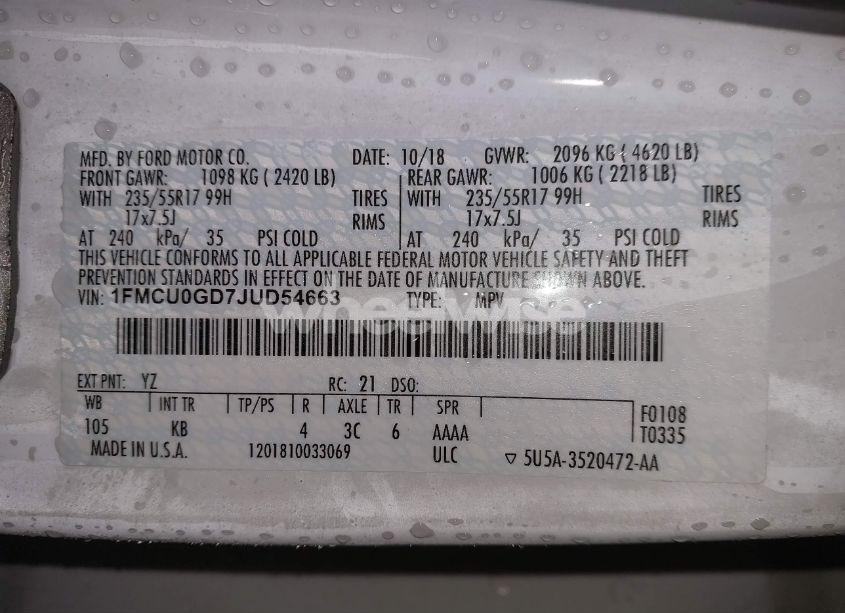 MFD. BY FORD MOTOR CO. DATE: 10/18 GVWR: 2096 KG ( 4620 LB)
FRONT GAWR: 1098 KG ( 2420 LB) REAR GAWR: 1006 KG ( 2218 LB)
WITH 235/55R17 99H TIRES WITH 235/55R17 99H TIRES
17x7.5J RIMS 17x7.5J RIMS
AT 240 kPa/ 35 PSI COLD AT 240 kPa/ 35 PSI COLD
THIS VEHICLE CONFORMS TO ALL APPLICABLE FEDERAL MOTOR VEHICLE SAFETY AND THEFT
PREVENTION STANDARDS IN EFFECT ON THE DATE OF MANUFACTURE SHOWN ABOVE.
VIN: 1FMCU0GD7JUD54663 TYPE: MPV
wheelwise
EXT PNT: YZ RC: 21 DSO:
WB INT TR TP/PS R AXLE TR SPR F0108
105 KB 4 3C 6 AAAA T0335
MADE IN U.S.A. 1201810033069 ULC ▽ 5U5A-3520472-AA